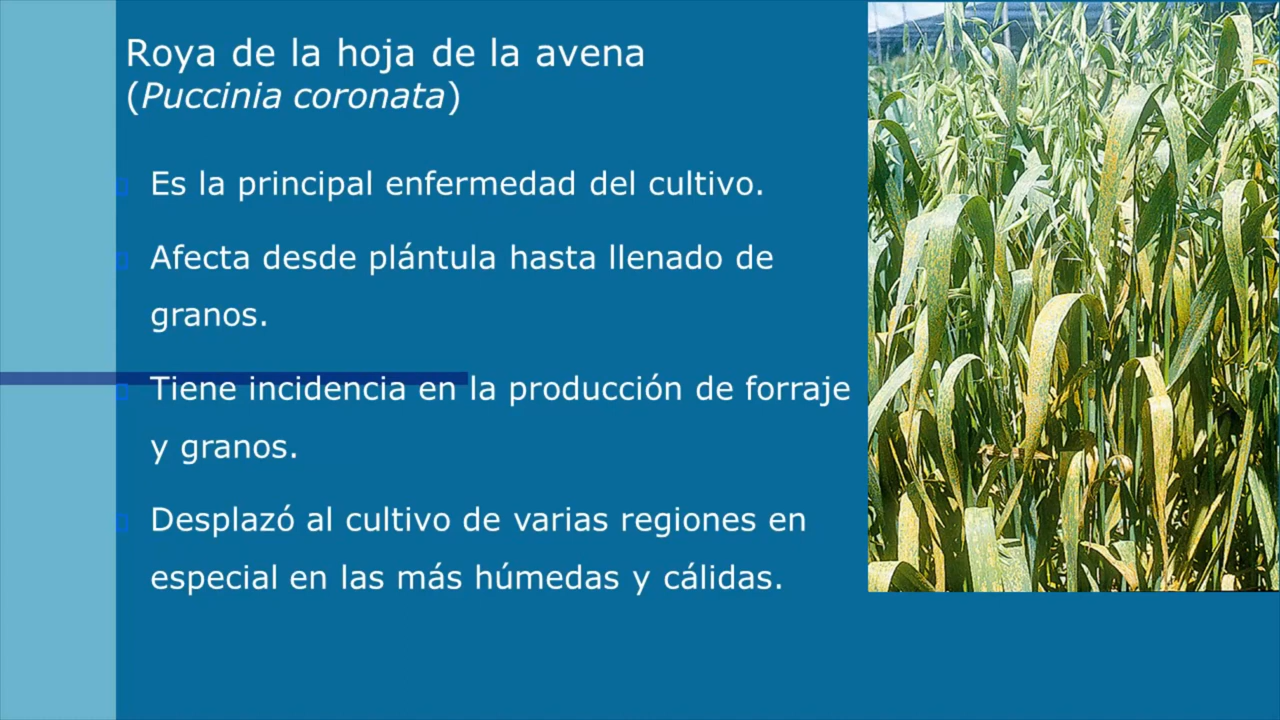 Roya de la hoja de la avena
(Puccinia coronata)
Es la principal enfermedad del cultivo.
Afecta desde plántula hasta llenado de
granos.
Tiene incidencia en la producción de forraje
y granos.
Desplazó al cultivo de varias regiones en
especial en las más húmedas y cálidas.